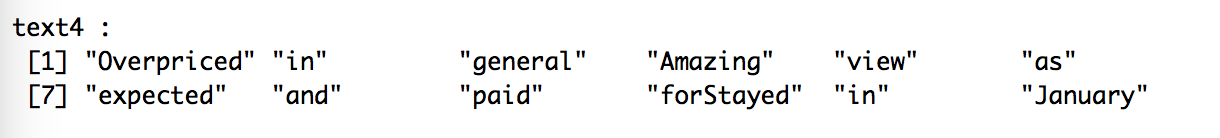 text4 :
[1] "Overpriced" "in" "general" "Amazing" "view" "as"
[7] "expected" "and" "paid" "forStayed" "in" "January"